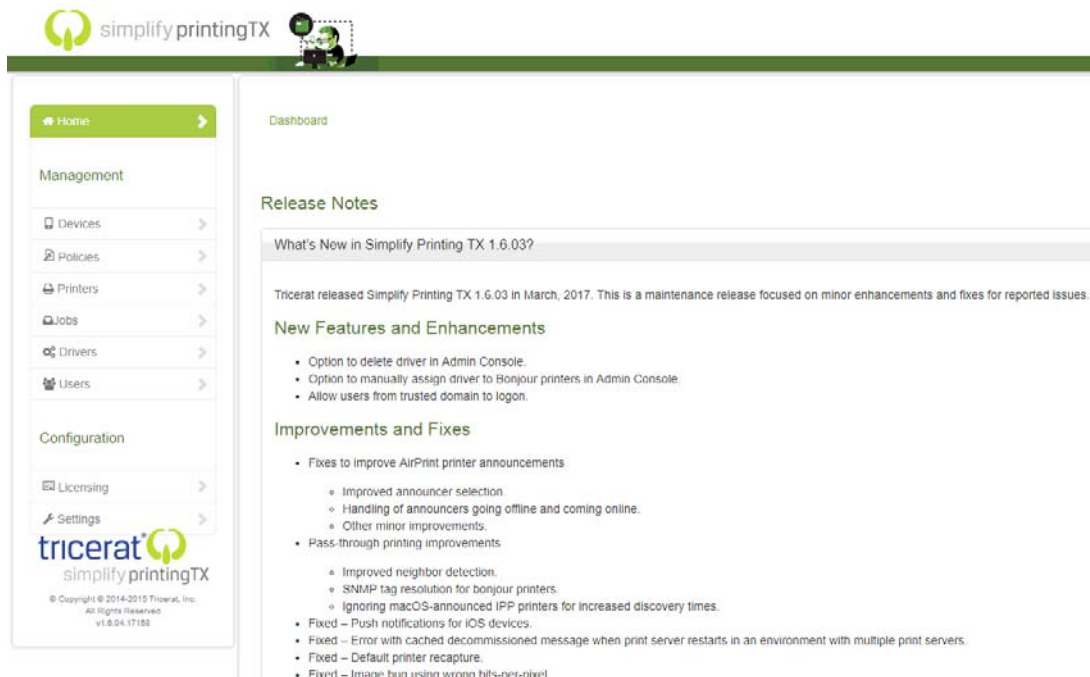 simplify printingTX
Home
Management
Devices
Policies
Printers
Jobs
Drivers
Users
Configuration
Licensing
Settings
tricerat
simplify printingTX
© Copyright © 2014-2015 Tricerat, Inc.
All Rights Reserved
v1.6.04.17168
Dashboard
Release Notes
What's New in Simplify Printing TX 1.6.03?
Tricerat released Simplify Printing TX 1.6.03 in March, 2017. This is a maintenance release focused on minor enhancements and fixes for reported issues.
New Features and Enhancements
• Option to delete driver in Admin Console.
• Option to manually assign driver to Bonjour printers in Admin Console.
• Allow users from trusted domain to logon.
Improvements and Fixes
• Fixes to improve AirPrint printer announcements
◦ Improved announcer selection.
◦ Handling of announcers going offline and coming online.
◦ Other minor improvements.
• Pass-through printing improvements
◦ Improved neighbor detection.
◦ SNMP tag resolution for bonjour printers.
◦ Ignoring macOS-announced IPP printers for increased discovery times.
• Fixed – Push notifications for iOS devices.
• Fixed – Error with cached decommissioned message when print server restarts in an environment with multiple print servers.
• Fixed – Default printer recapture.
• Fixed – Image bug using wrong bits-per-pixel